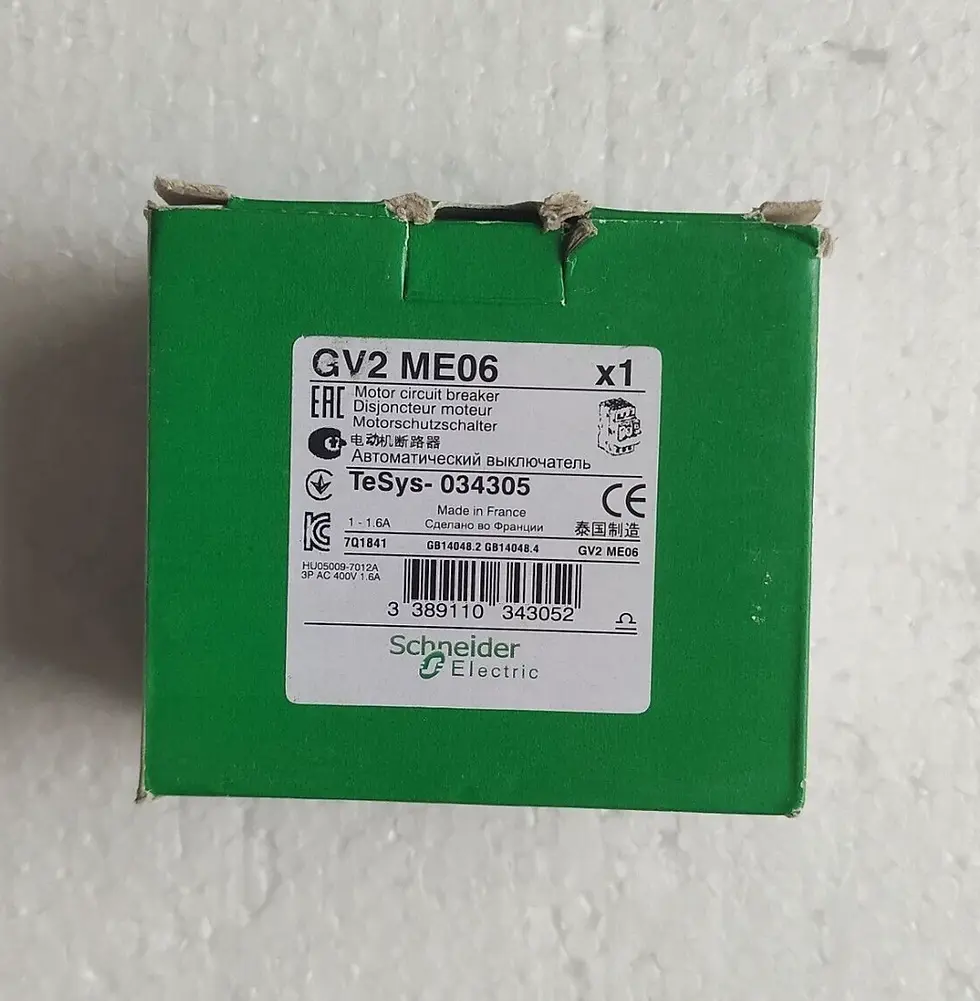 GV2 ME06 x1
EAC
Motor circuit breaker
Disjoncteur moteur
Motorschutzschalter
电动机断路器
Автоматический выключатель
TeSys- 034305
CE
Made in France
1 - 1.6A Сделано во Франции 泰国制造
7Q1841 GB14048.2 GB14048.4 GV2 ME06
HU05009-7012A
3P AC 400V 1.6A
3 389110 343052
Schneider
Electric